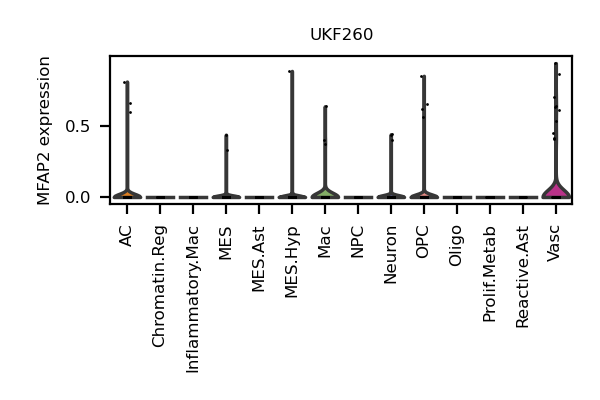 UKF260
MFAP2 expression
0.5
0.0
AC
Chromatin.Reg
Inflammatory.Mac
MES
MES.Ast
MES.Hyp
Mac
NPC
Neuron
OPC
Oligo
Prolif.Metab
Reactive.Ast
Vasc